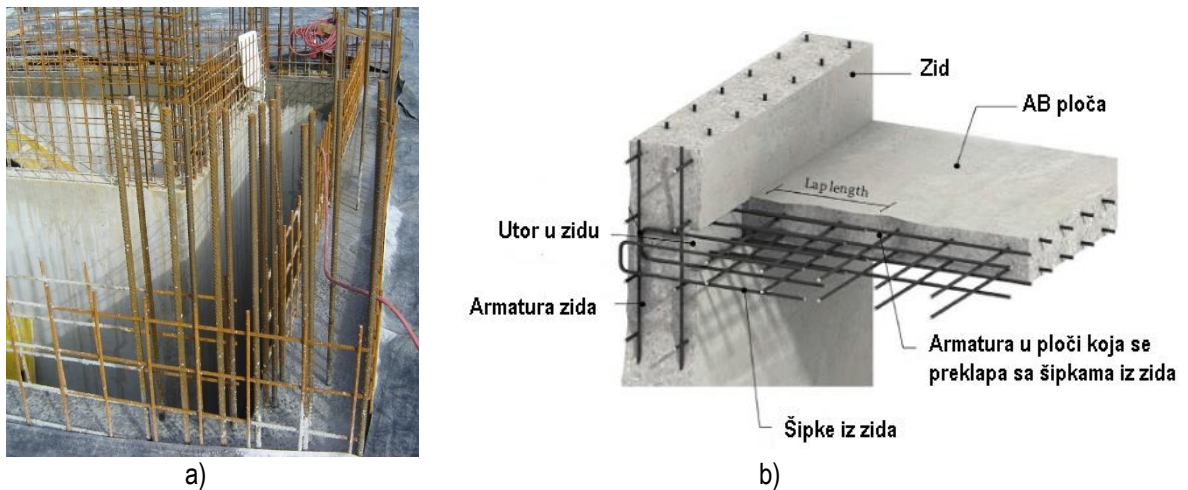 Zid
AB ploča
Lap length
Utor u zidu
Armatura zida
Armatura u ploči koja se
preklapa sa šipkama iz zida
Šipke iz zida
a)
b)